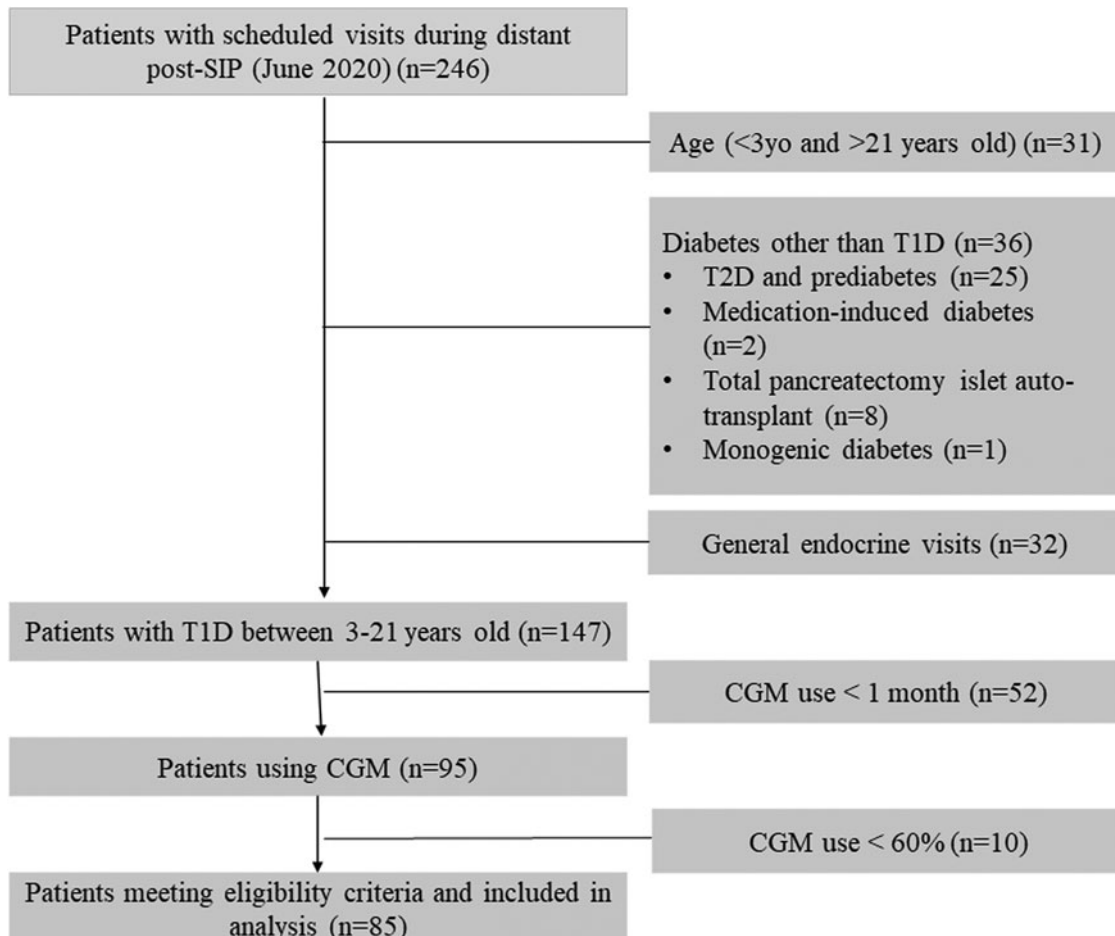 Patients with scheduled visits during distant
post-SIP (June 2020) (n=246)
Age (<3yo and >21 years old) (n=31)
Diabetes other than T1D (n=36)
• T2D and prediabetes (n=25)
• Medication-induced diabetes
(n=2)
• Total pancreatectomy islet auto-
transplant (n=8)
• Monogenic diabetes (n=1)
General endocrine visits (n=32)
Patients with T1D between 3-21 years old (n=147)
CGM use < 1 month (n=52)
Patients using CGM (n=95)
CGM use < 60% (n=10)
Patients meeting eligibility criteria and included in
analysis (n=85)